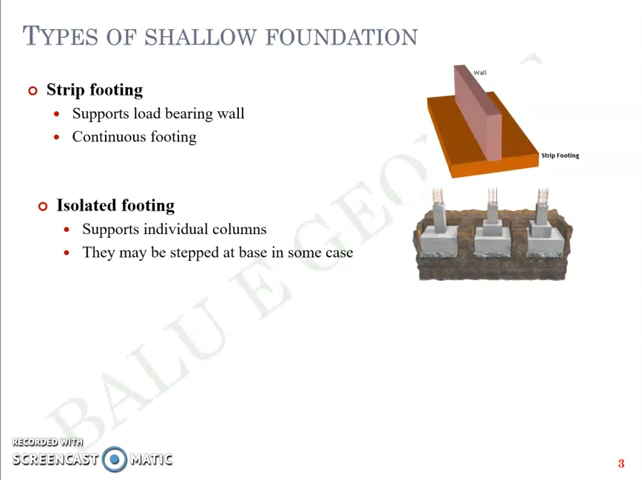 TYPES OF SHALLOW FOUNDATION
Strip footing
Supports load bearing wall
Continuous footing
Wall
Strip Footing
Isolated footing
Supports individual columns
They may be stepped at base in some case
BALU E GEO
RECORDED WITH
SCREENCAST MATIC
3